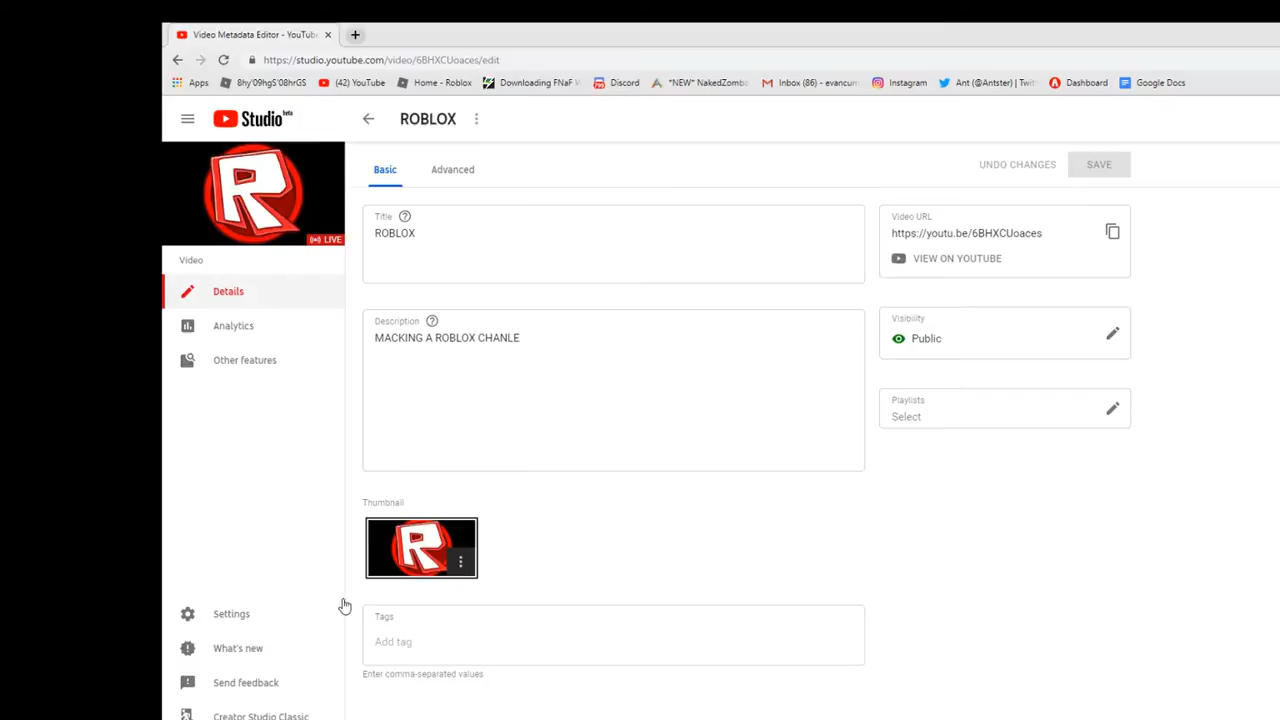 Video Metadata Editor - YouTub
https://studio.youtube.com/video/6BHXCUoaces/edit
Apps 8hy'09hgS'08hrGS (42) YouTube Home - Roblox Downloading FNaF W Discord *NEW* NakedZombo Inbox (86) - evancum Instagram Ant (@Antster) | Twitt Dashboard Google Docs
Studio beta
ROBLOX
LIVE
Video
Details
Analytics
Other features
Settings
What's new
Send feedback
Creator Studio Classic
Basic Advanced
UNDO CHANGES SAVE
Title
ROBLOX
Description
MACKING A ROBLOX CHANLE
Thumbnail
Tags
Add tag
Enter comma-separated values
Video URL
https://youtu.be/6BHXCUoaces
VIEW ON YOUTUBE
Visibility
Public
Playlists
Select